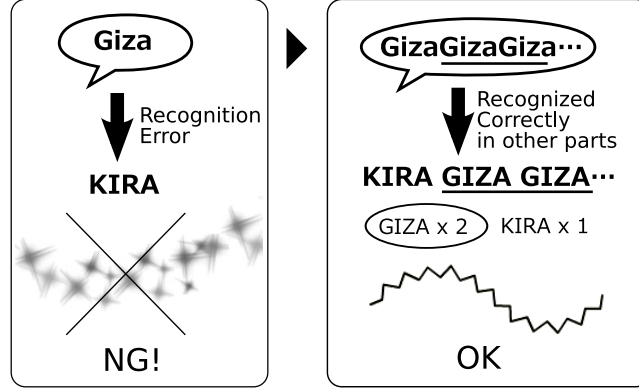 Giza
Recognition
Error
KIRA
NG!
GizaGizaGiza⋯
Recognized
Correctly
in other parts
KIRA GIZA GIZA⋯
GIZA x 2 KIRA x 1
OK